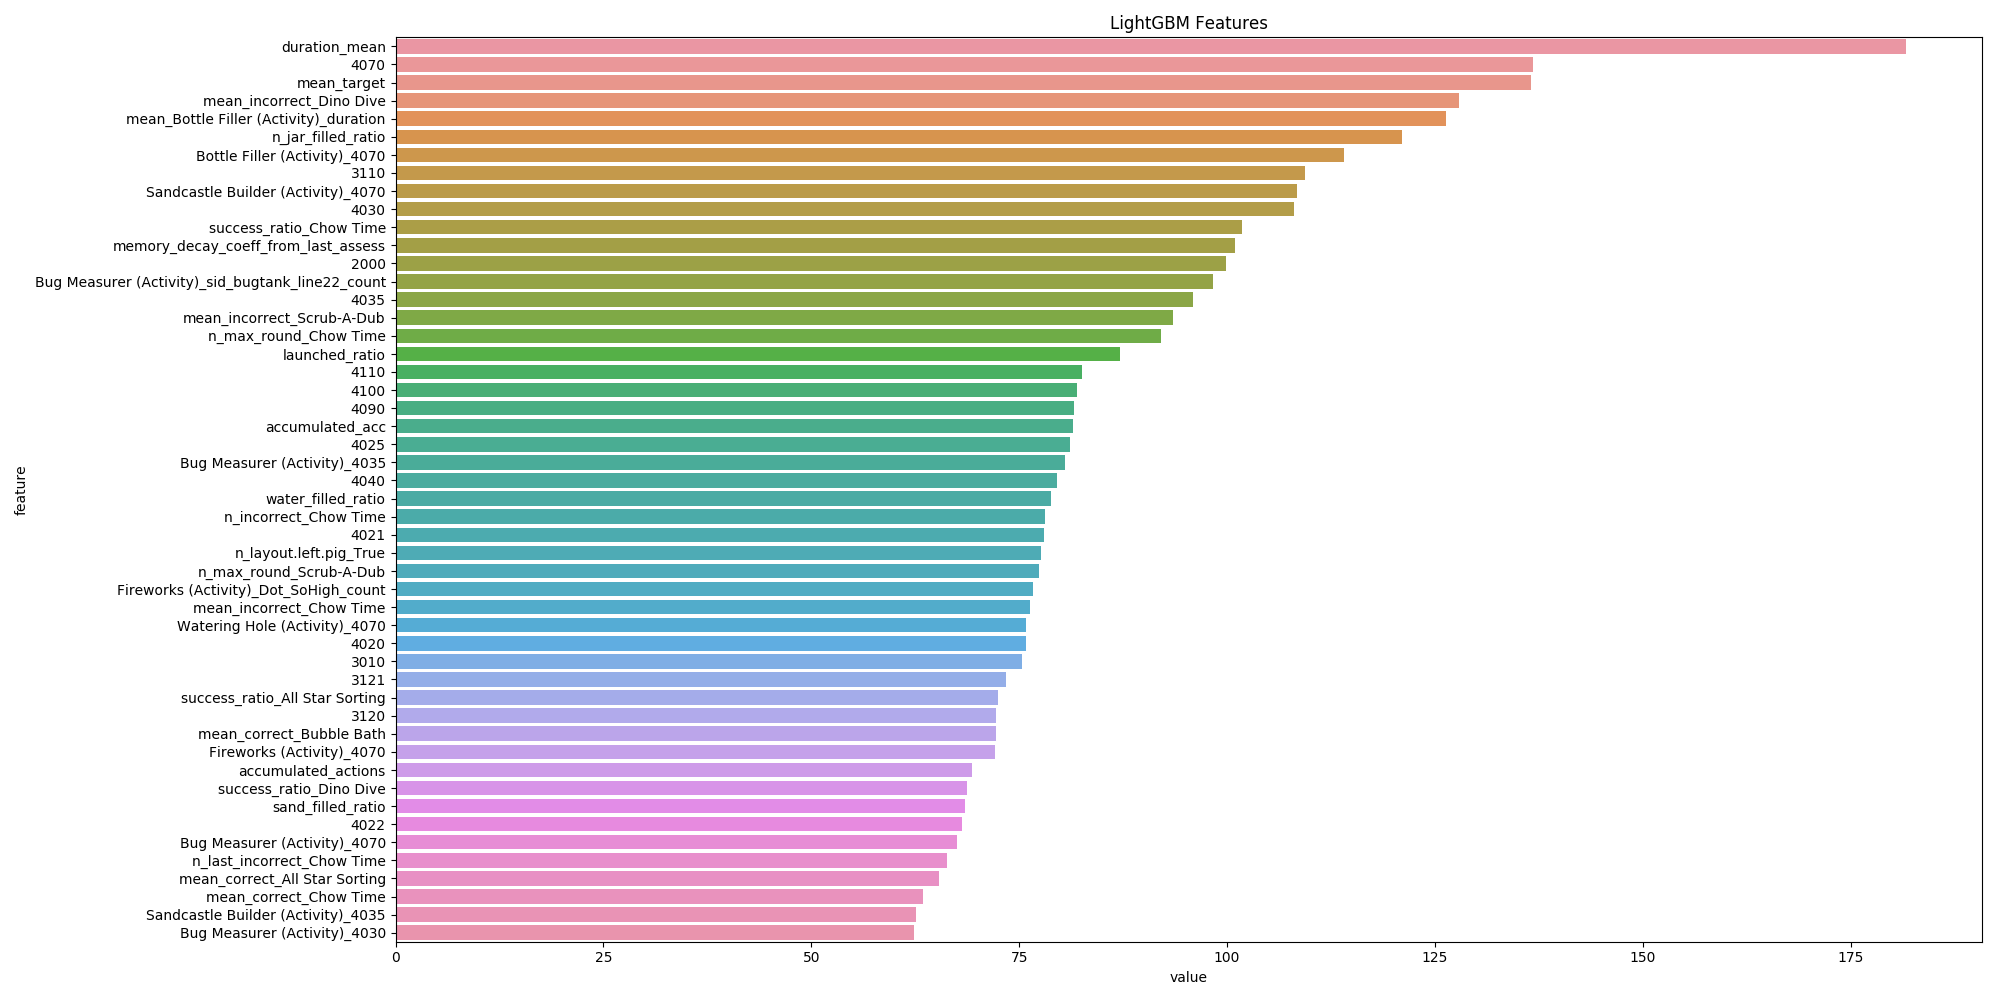 LightGBM Features
duration_mean
4070
mean_target
mean_incorrect_Dino Dive
mean_Bottle Filler (Activity)_duration
n_jar_filled_ratio
Bottle Filler (Activity)_4070
3110
Sandcastle Builder (Activity)_4070
4030
success_ratio_Chow Time
memory_decay_coeff_from_last_assess
2000
Bug Measurer (Activity)_sid_bugtank_line22_count
4035
mean_incorrect_Scrub-A-Dub
n_max_round_Chow Time
launched_ratio
4110
4100
4090
accumulated_acc
4025
Bug Measurer (Activity)_4035
4040
water_filled_ratio
n_incorrect_Chow Time
4021
n_layout.left.pig_True
n_max_round_Scrub-A-Dub
Fireworks (Activity)_Dot_SoHigh_count
mean_incorrect_Chow Time
Watering Hole (Activity)_4070
4020
3010
3121
success_ratio_All Star Sorting
3120
mean_correct_Bubble Bath
Fireworks (Activity)_4070
accumulated_actions
success_ratio_Dino Dive
sand_filled_ratio
4022
Bug Measurer (Activity)_4070
n_last_incorrect_Chow Time
mean_correct_All Star Sorting
mean_correct_Chow Time
Sandcastle Builder (Activity)_4035
Bug Measurer (Activity)_4030
feature
0 25 50 75 100 125 150 175
value